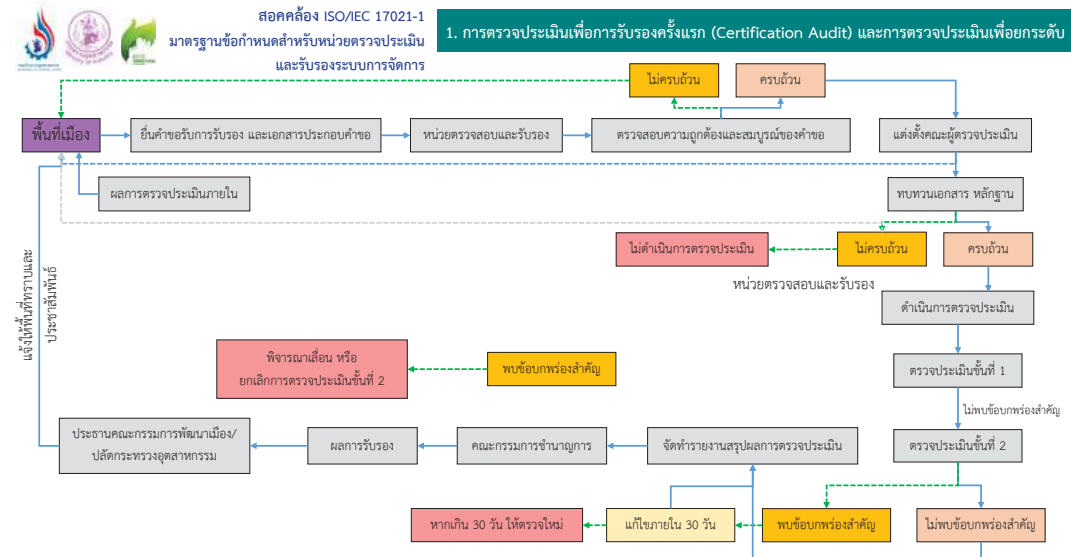 สอดคล้อง ISO/IEC 17021-1
มาตรฐานข้อกำหนดสำหรับหน่วยตรวจประเมิน
และรับรองระบบการจัดการ
1. การตรวจประเมินเพื่อการรับรองครั้งแรก (Certification Audit) และการตรวจประเมินเพื่อยกระดับ
ไม่ครบถ้วน
ครบถ้วน
พื้นที่เมือง
ยื่นคำขอรับการรับรอง และเอกสารประกอบคำขอ
หน่วยตรวจสอบและรับรอง
ตรวจสอบความถูกต้องและสมบูรณ์ของคำขอ
แต่งตั้งคณะผู้ตรวจประเมิน
ผลการตรวจประเมินภายใน
ทบทวนเอกสาร หลักฐาน
ไม่ดำเนินการตรวจประเมิน
ไม่ครบถ้วน
ครบถ้วน
หน่วยตรวจสอบและรับรอง
แจ้งให้พื้นที่ทราบและ
ประชาสัมพันธ์
ดำเนินการตรวจประเมิน
พิจารณาเลื่อน หรือ
ยกเลิกการตรวจประเมินขั้นที่ 2
พบข้อบกพร่องสำคัญ
ตรวจประเมินขั้นที่ 1
ไม่พบข้อบกพร่องสำคัญ
ประธานคณะกรรมการพัฒนาเมือง/
ปลัดกระทรวงอุตสาหกรรม
ผลการรับรอง
คณะกรรมการชำนาญการ
จัดทำรายงานสรุปผลการตรวจประเมิน
ตรวจประเมินขั้นที่ 2
หากเกิน 30 วัน ให้ตรวจใหม่
แก้ไขภายใน 30 วัน
พบข้อบกพร่องสำคัญ
ไม่พบข้อบกพร่องสำคัญ